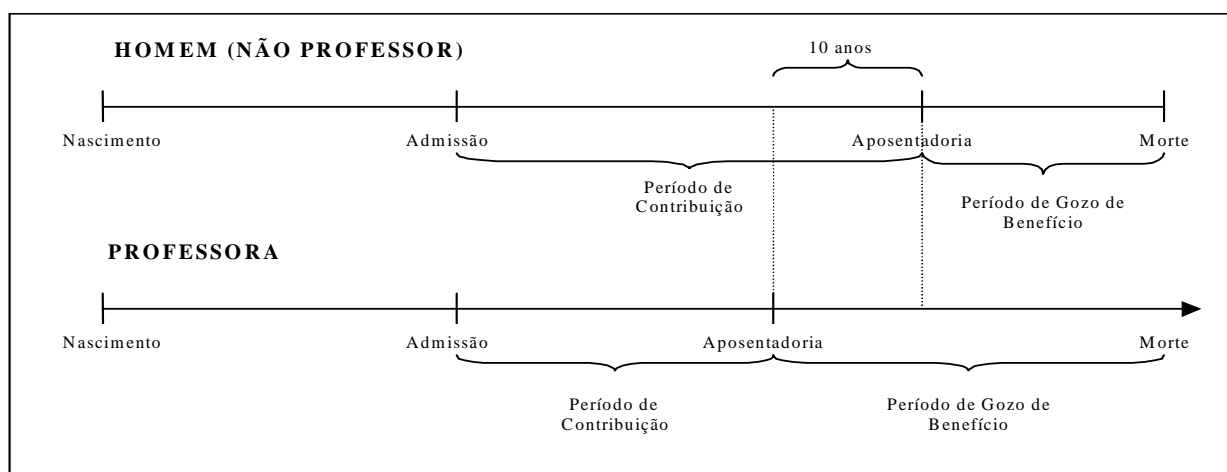 HOMEM (NÃO PROFESSOR)
10 anos
Nascimento
Admissão
Aposentadoria
Morte
Período de
Contribuição
Período de Gozo de
Benefício
PROFESSORA
Nascimento
Admissão
Aposentadoria
Morte
Período de
Contribuição
Período de Gozo de
Benefício